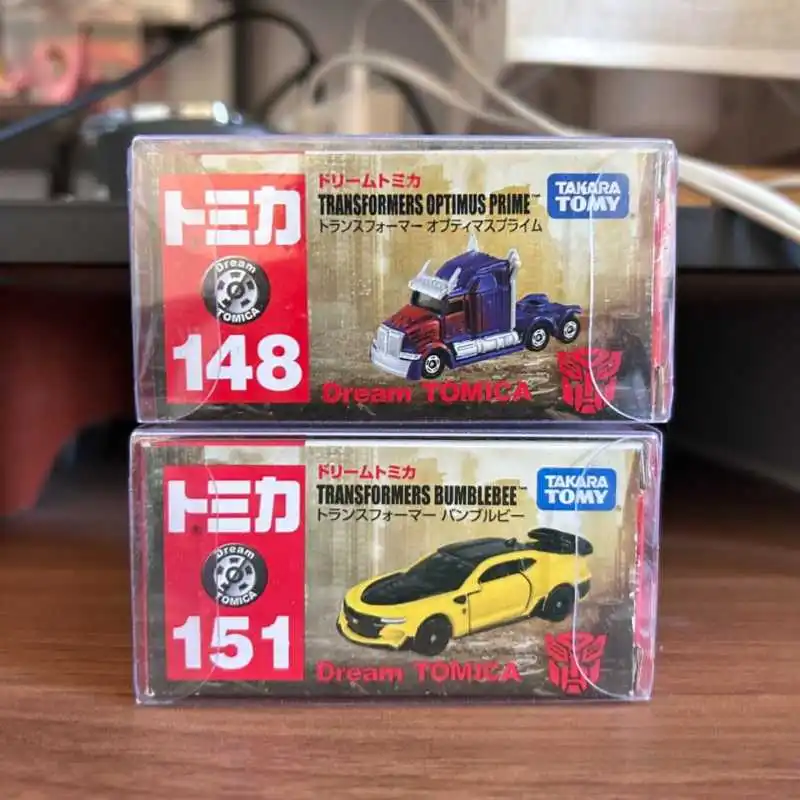 トミカ
Dream
TOMICA
148
ドリームトミカ
TRANSFORMERS OPTIMUS PRIME™
トランスフォーマー オプティマスプライム
TAKARA
TOMY
Dream TOMICA
トミカ
Dream
TOMICA
151
ドリームトミカ
TRANSFORMERS BUMBLEBEE™
トランスフォーマー バンブルビー
TAKARA
TOMY
Dream TOMICA